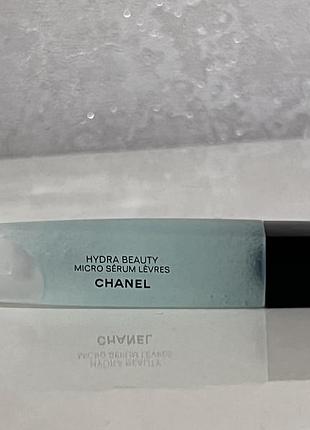 HYDRA BEAUTY
MICRO SÉRUM LÈVRES
CHANEL